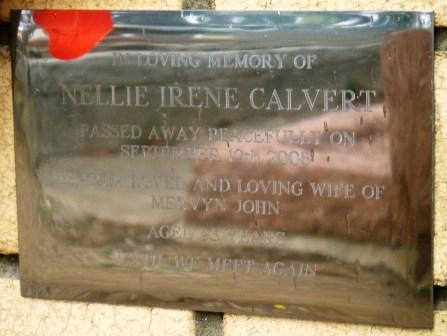 IN LOVING MEMORY OF
NELLIE IRENE CALVERT
PASSED AWAY PEACEFULLY ON
SEPTEMBER 2008
LOVED AND LOVING WIFE OF
MERVYN JOHN
AGED YEARS
UNTIL WE MEET AGAIN